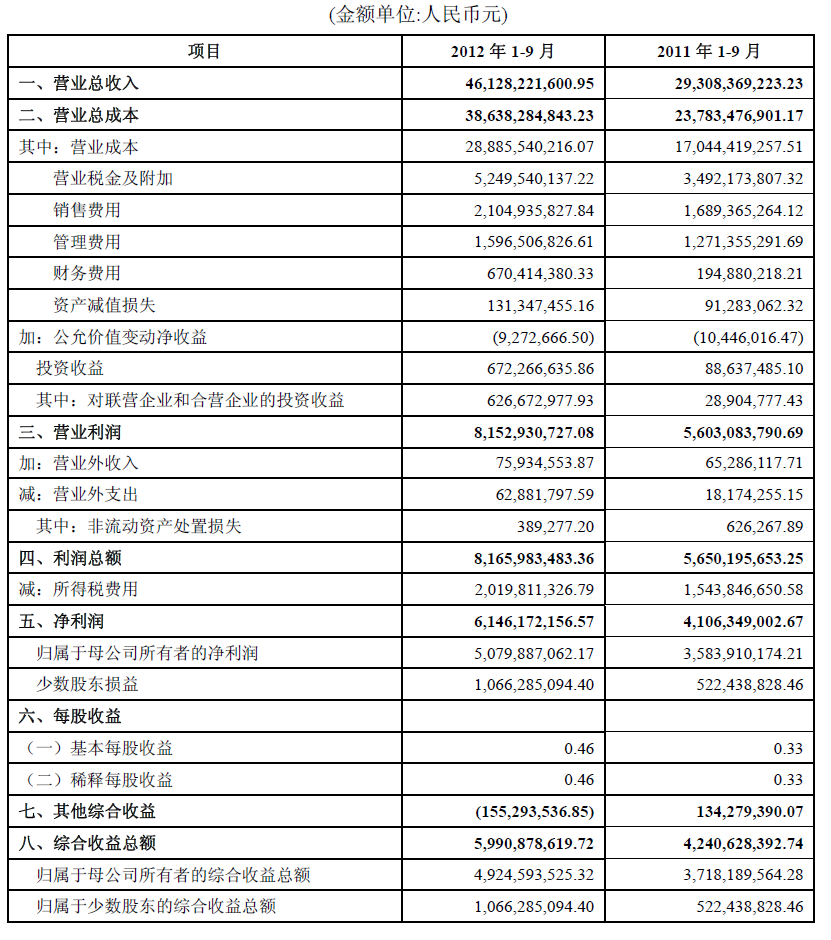 (金额单位:人民币元)
项目 2012 年 1-9 月 2011 年 1-9 月
一、营业总收入 46,128,221,600.95 29,308,369,223.23
二、营业总成本 38,638,284,843.23 23,783,476,901.17
其中：营业成本 28,885,540,216.07 17,044,419,257.51
营业税金及附加 5,249,540,137.22 3,492,173,807.32
销售费用 2,104,935,827.84 1,689,365,264.12
管理费用 1,596,506,826.61 1,271,355,291.69
财务费用 670,414,380.33 194,880,218.21
资产减值损失 131,347,455.16 91,283,062.32
加：公允价值变动净收益 (9,272,666.50) (10,446,016.47)
投资收益 672,266,635.86 88,637,485.10
其中：对联营企业和合营企业的投资收益 626,672,977.93 28,904,777.43
三、营业利润 8,152,930,727.08 5,603,083,790.69
加：营业外收入 75,934,553.87 65,286,117.71
减：营业外支出 62,881,797.59 18,174,255.15
其中：非流动资产处置损失 389,277.20 626,267.89
四、利润总额 8,165,983,483.36 5,650,195,653.25
减：所得税费用 2,019,811,326.79 1,543,846,650.58
五、净利润 6,146,172,156.57 4,106,349,002.67
归属于母公司所有者的净利润 5,079,887,062.17 3,583,910,174.21
少数股东损益 1,066,285,094.40 522,438,828.46
六、每股收益
（一）基本每股收益 0.46 0.33
（二）稀释每股收益 0.46 0.33
七、其他综合收益 (155,293,536.85) 134,279,390.07
八、综合收益总额 5,990,878,619.72 4,240,628,392.74
归属于母公司所有者的综合收益总额 4,924,593,525.32 3,718,189,564.28
归属于少数股东的综合收益总额 1,066,285,094.40 522,438,828.46